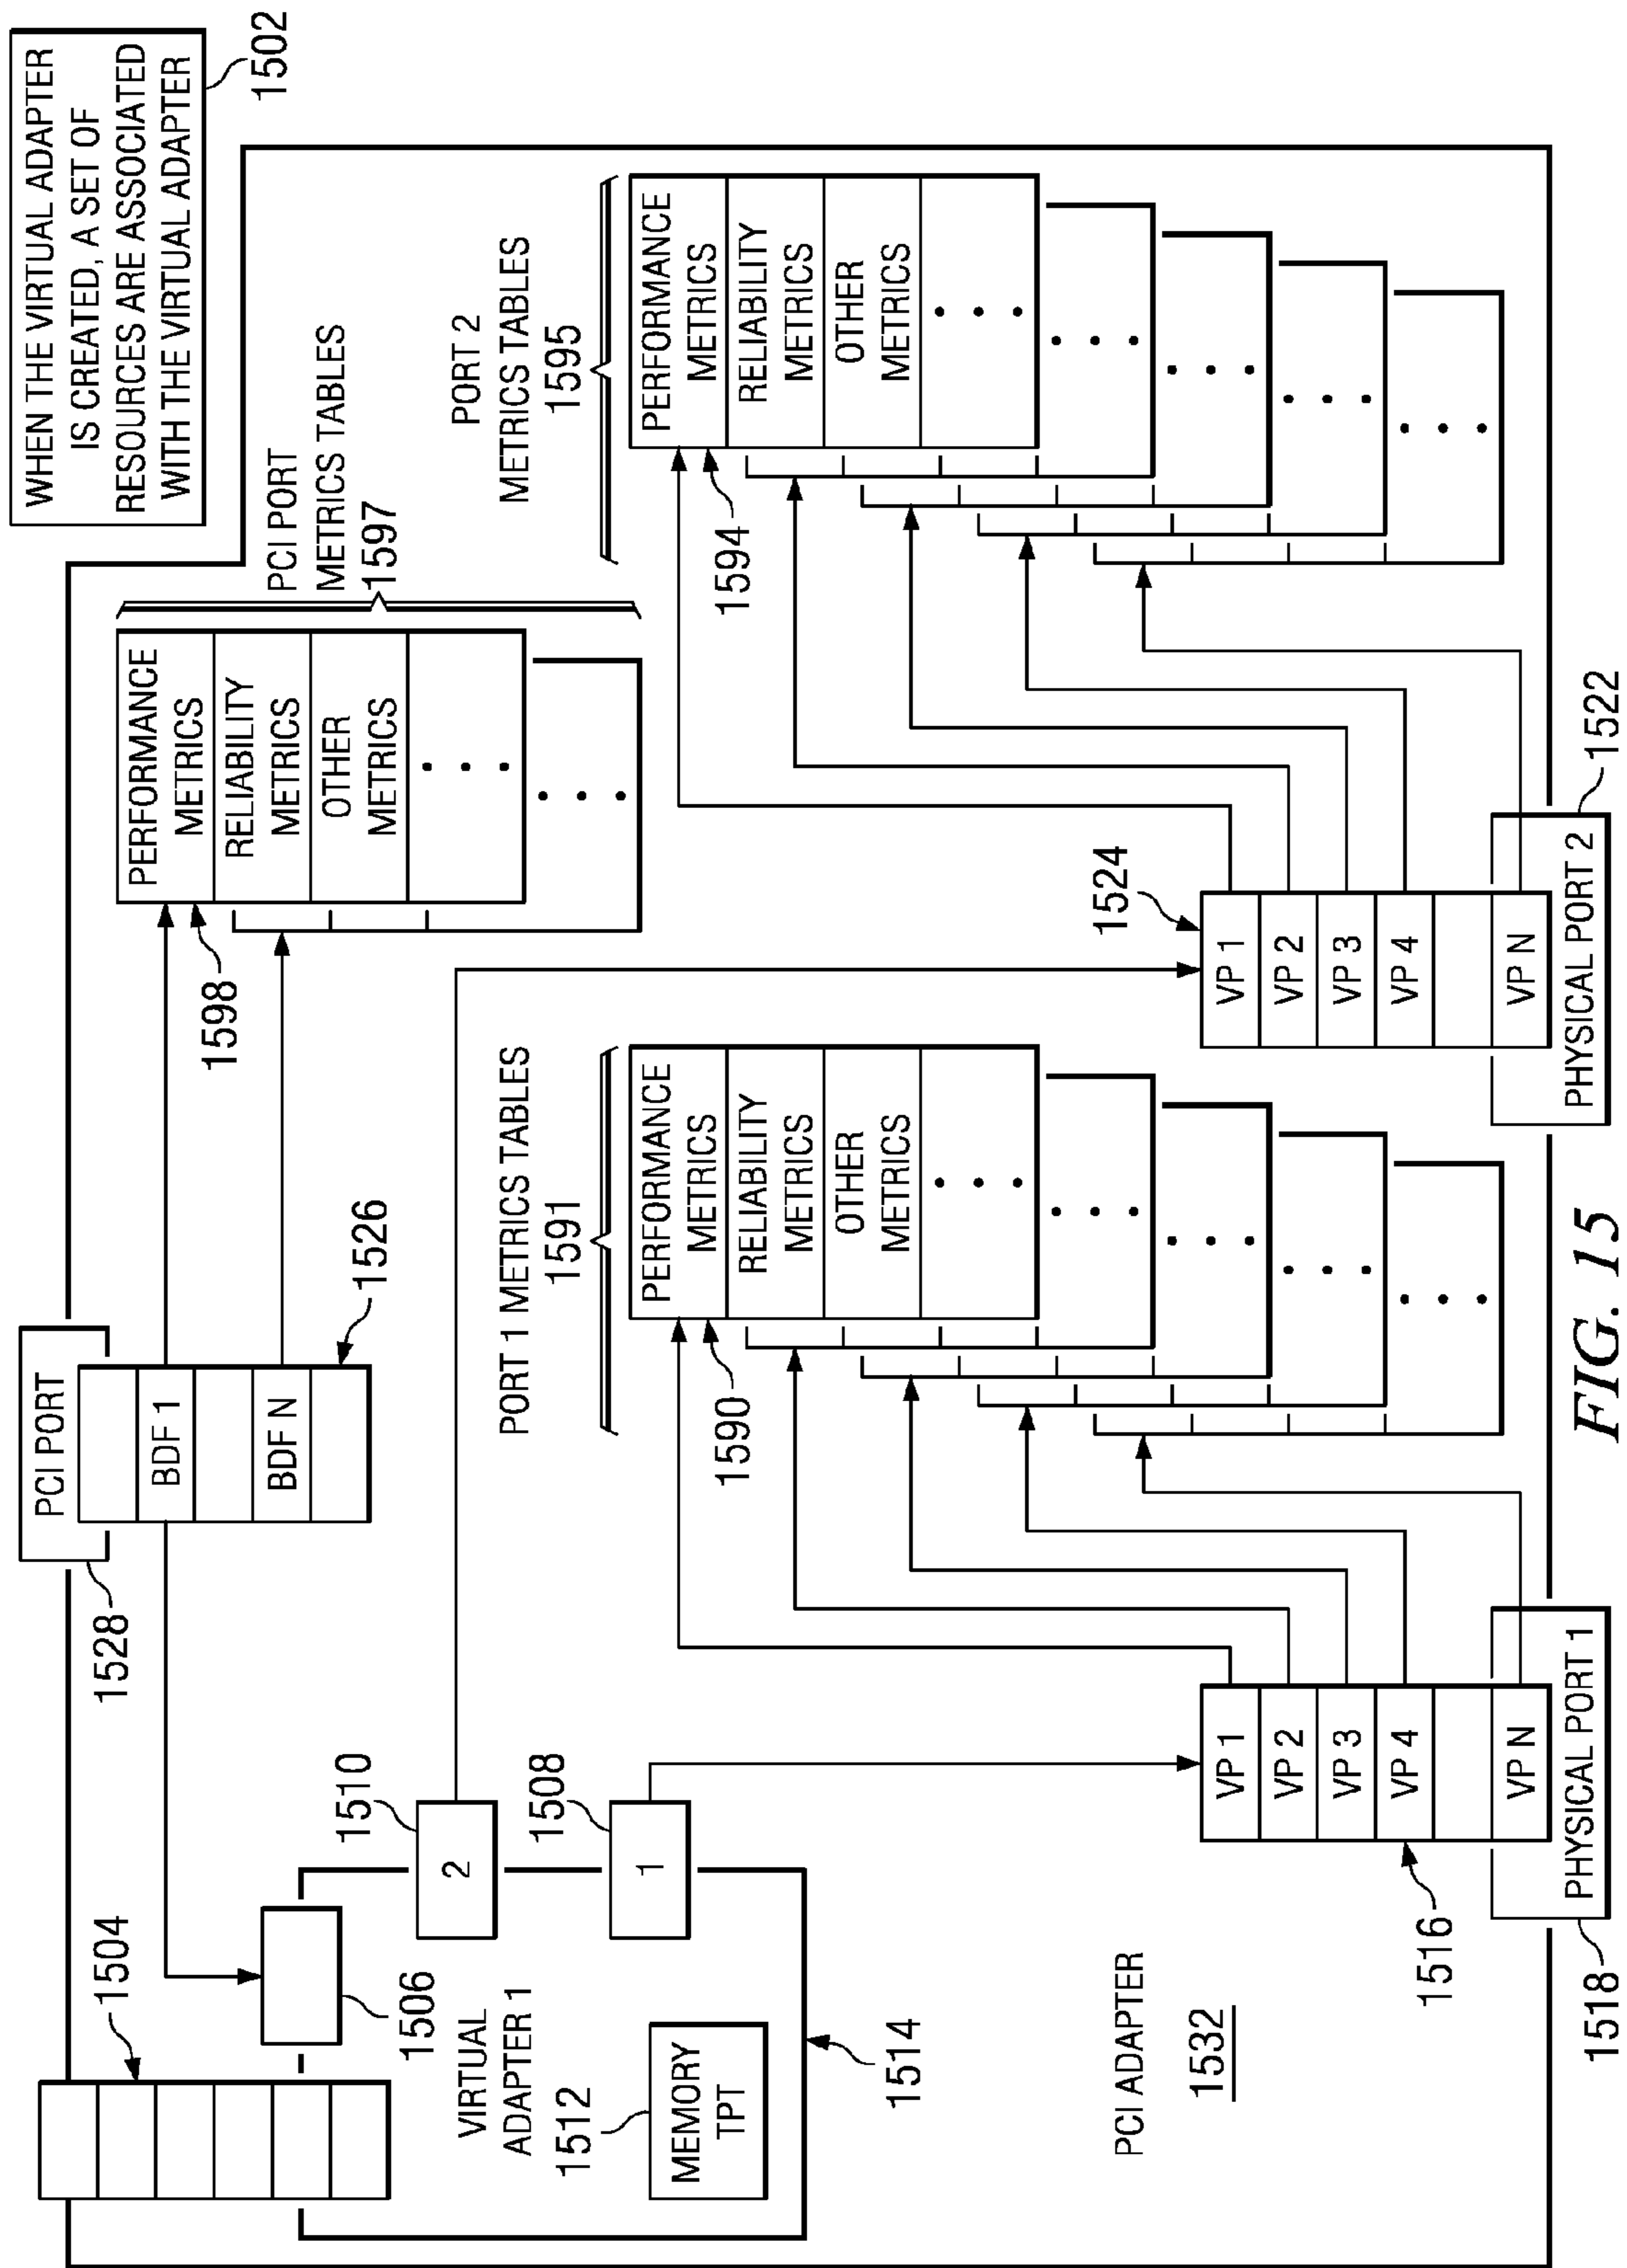 WHEN THE VIRTUAL ADAPTER
IS CREATED, A SET OF
RESOURCES ARE ASSOCIATED
WITH THE VIRTUAL ADAPTER
1502
1504
1528
PCI PORT
BDF 1
BDF N
1526
PERFORMANCE
METRICS
RELIABILITY
METRICS
OTHER
METRICS
1598
PCI PORT
METRICS TABLES
1597
1506
VIRTUAL
ADAPTER 1
1512
MEMORY
TPT
1514
2
1510
1
1508
PORT 1 METRICS TABLES
1591
PERFORMANCE
METRICS
RELIABILITY
METRICS
OTHER
METRICS
1590
PORT 2
METRICS TABLES
1595
PERFORMANCE
METRICS
RELIABILITY
METRICS
OTHER
METRICS
1594
PCI ADAPTER
1532
VP 1
VP 2
VP 3
VP 4
VP N
1516
PHYSICAL PORT 1
1518
1524
VP 1
VP 2
VP 3
VP 4
VP N
PHYSICAL PORT 2
1522
FIG. 15